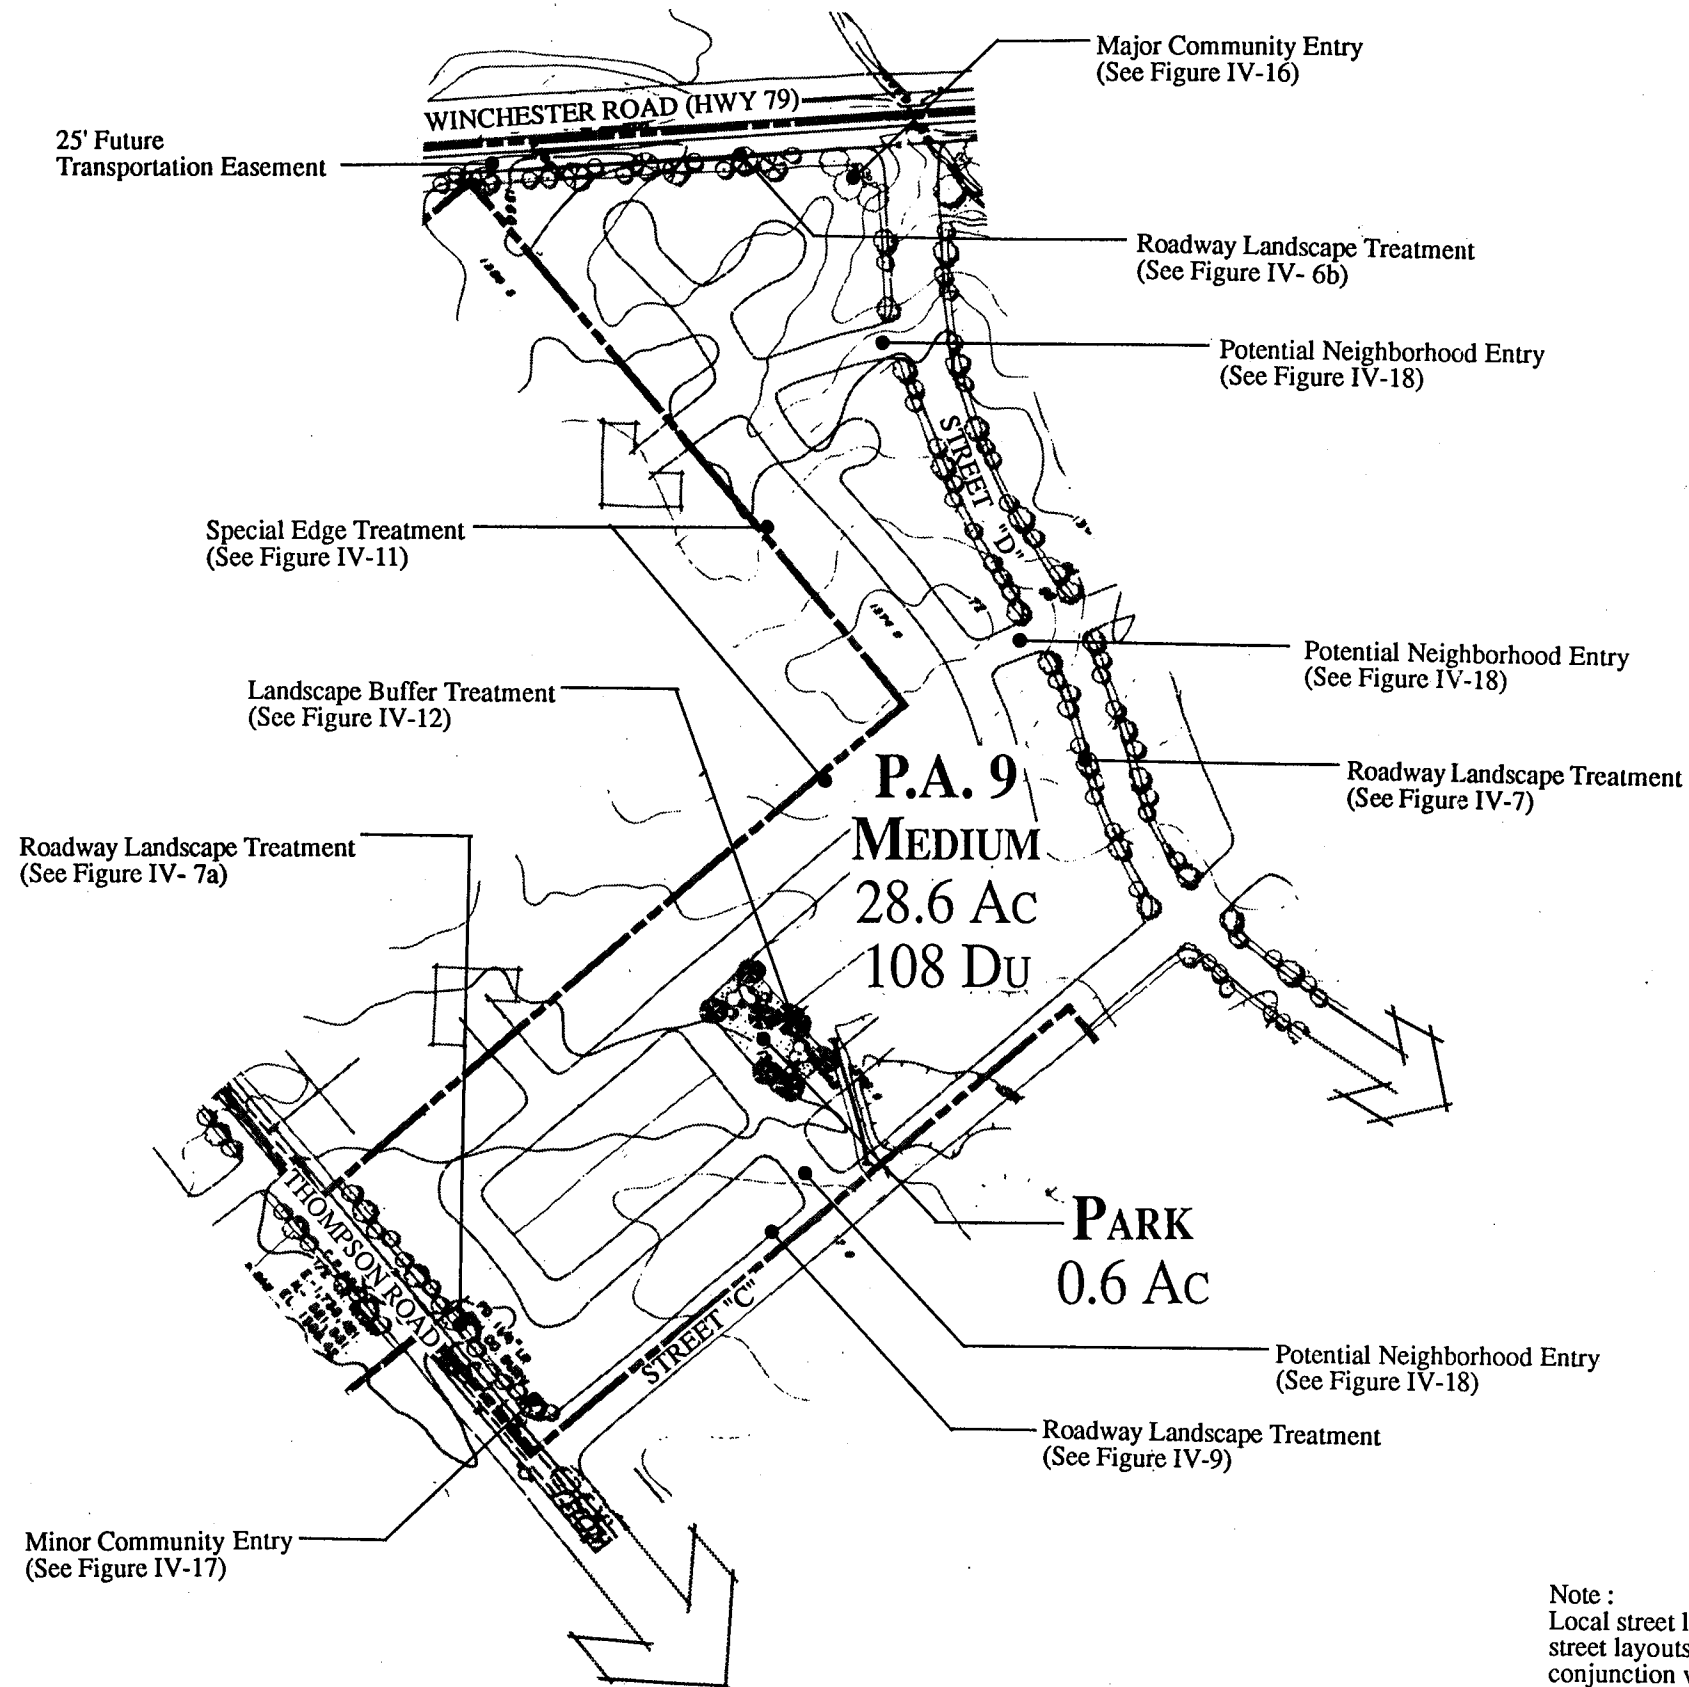 Major Community Entry
(See Figure IV-16)
WINCHESTER ROAD (HWY 79)
25' Future
Transportation Easement
Roadway Landscape Treatment
(See Figure IV- 6b)
Potential Neighborhood Entry
(See Figure IV-18)
STREET "D"
Special Edge Treatment
(See Figure IV-11)
Potential Neighborhood Entry
(See Figure IV-18)
Landscape Buffer Treatment
(See Figure IV-12)
P.A. 9
MEDIUM
28.6 AC
108 DU
Roadway Landscape Treatment
(See Figure IV-7)
Roadway Landscape Treatment
(See Figure IV- 7a)
THOMPSON ROAD
PARK
0.6 AC
STREET "C"
Potential Neighborhood Entry
(See Figure IV-18)
Roadway Landscape Treatment
(See Figure IV-9)
Minor Community Entry
(See Figure IV-17)
Note :
Local street l
street layouts
conjunction